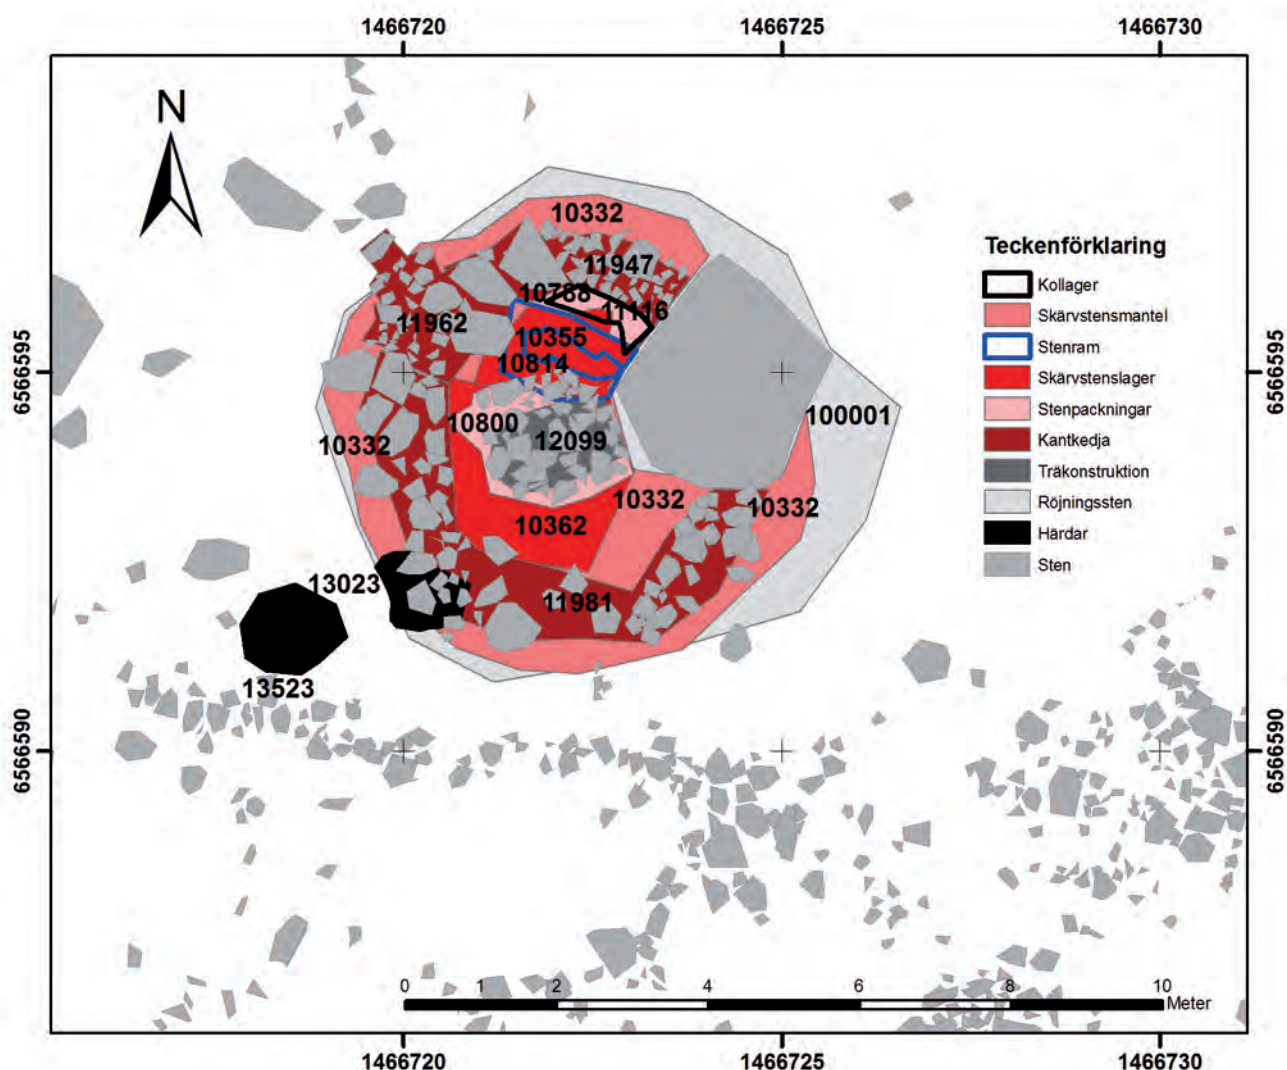 1466720 1466725 1466730
N
10332
Teckenförklaring
11947
Kollager
10788
11116
Skärvstensmantel
11962
10355
Stenram
10814
Skärvstenslager
6566595
6566595
Stenpackningar
10800
100001
12099
Kantkedja
10332
Träkonstruktion
10332
10332
Röjningssten
10362
Härdar
Sten
13023
11981
13523
6566590
6566590
0 1 2 4 6 8 10
Meter
1466720 1466725 1466730